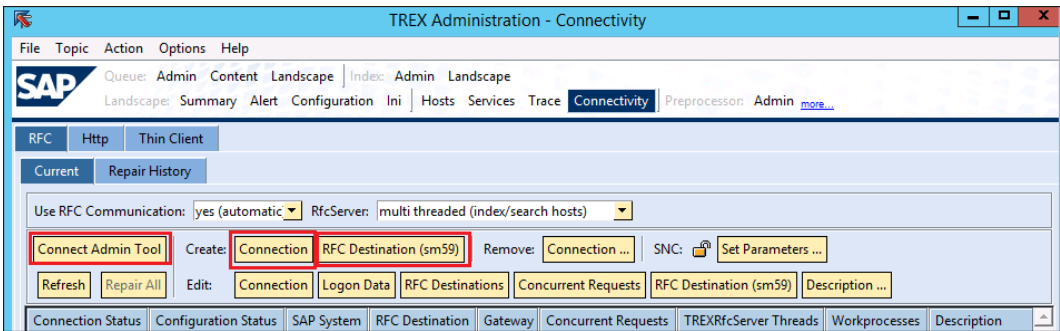 TREX Administration - Connectivity
File Topic Action Options Help
SAP
Queue: Admin Content Landscape Index: Admin Landscape
Landscape: Summary Alert Configuration Ini Hosts Services Trace Connectivity Preprocessor: Admin more...
RFC Http Thin Client
Current Repair History
Use RFC Communication: yes (automatic RfcServer: multi threaded (index/search hosts)
Connect Admin Tool Create: Connection RFC Destination (sm59) Remove: Connection ... SNC: Set Parameters ...
Refresh Repair All Edit: Connection Logon Data RFC Destinations Concurrent Requests RFC Destination (sm59) Description ...
Connection Status Configuration Status SAP System RFC Destination Gateway Concurrent Requests TREXRfcServer Threads Workprocesses Description